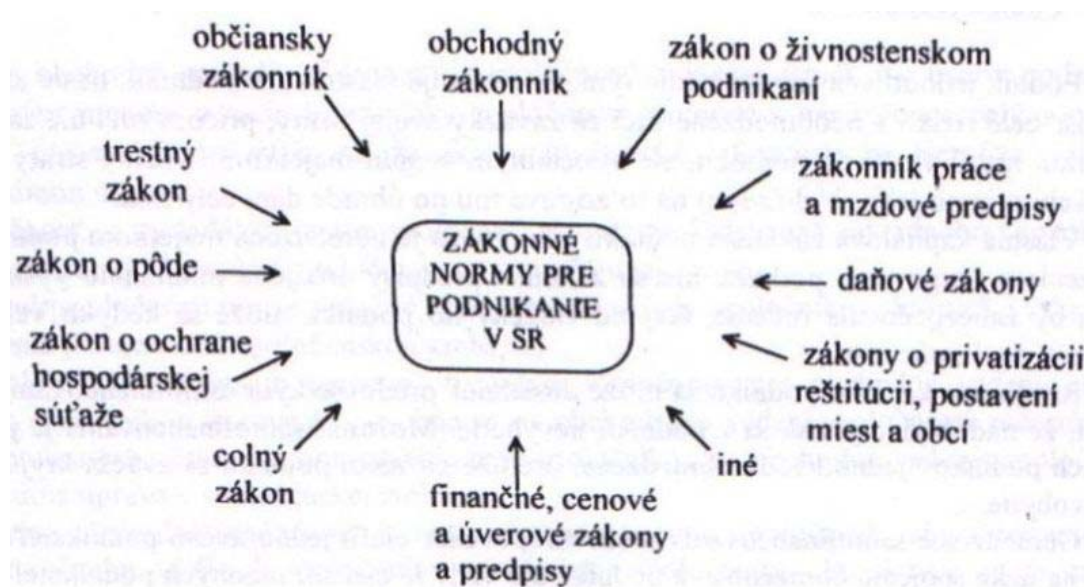 občiansky
zákonník
obchodný
zákonník
zákon o živnostenskom
podnikaní
trestný
zákon
zákonník práce
a mzdové predpisy
ZÁKONNÉ
NORMY PRE
PODNIKANIE
V SR
zákon o pôde
daňové zákony
zákon o ochrane
hospodárskej
súťaže
zákony o privatizácii
reštitúcii, postavení
miest a obcí
colný
zákon
finančné, cenové
a úverové zákony
a predpisy
iné